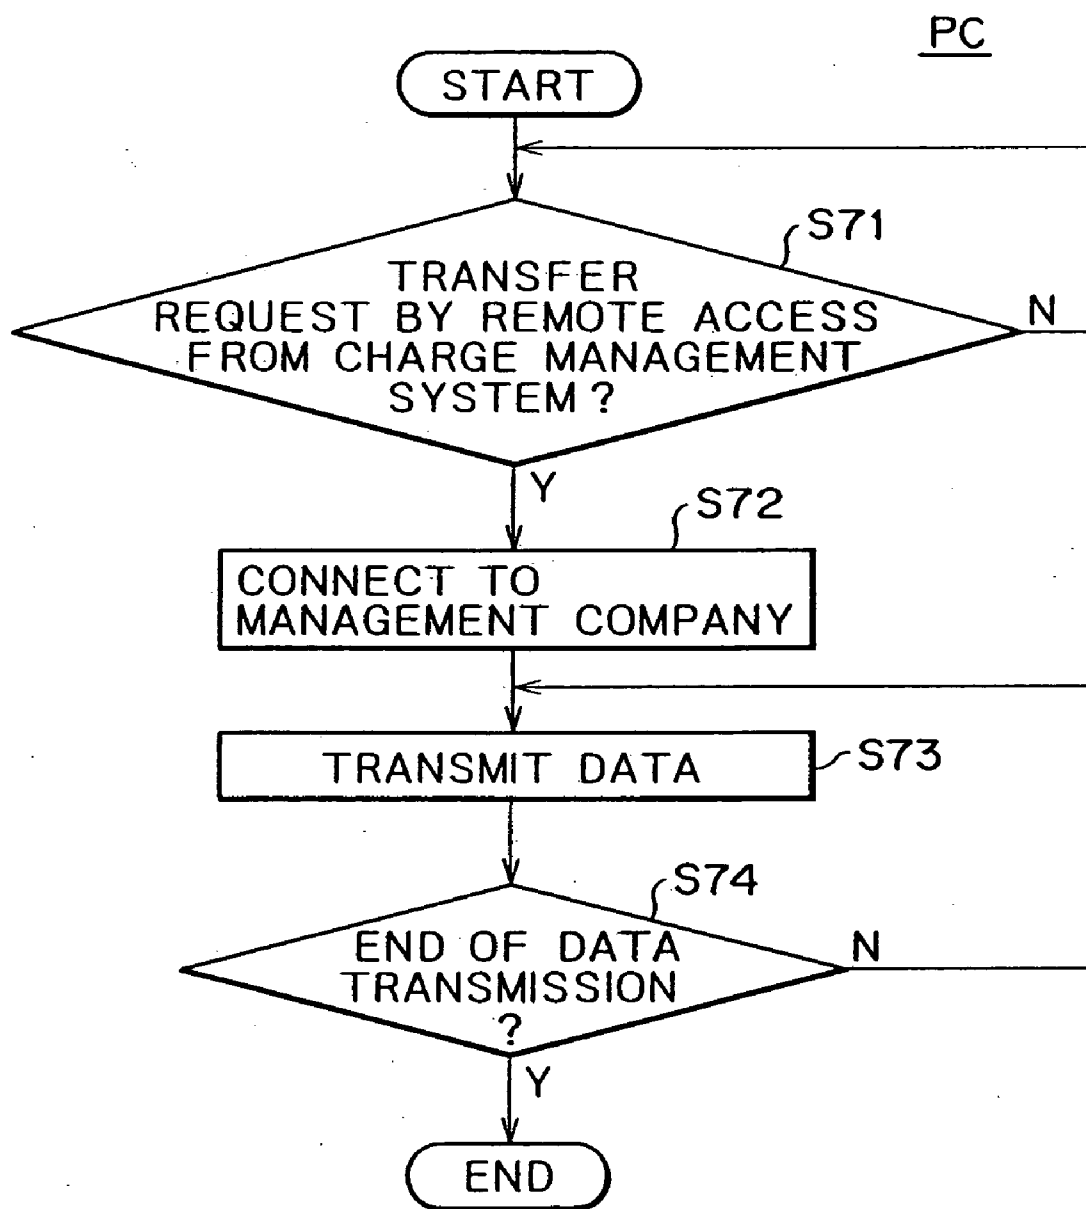 PC
START
S71
TRANSFER
REQUEST BY REMOTE ACCESS
FROM CHARGE MANAGEMENT
SYSTEM?
N
Y
S72
CONNECT TO
MANAGEMENT COMPANY
S73
TRANSMIT DATA
S74
END OF DATA
TRANSMISSION
?
N
Y
END